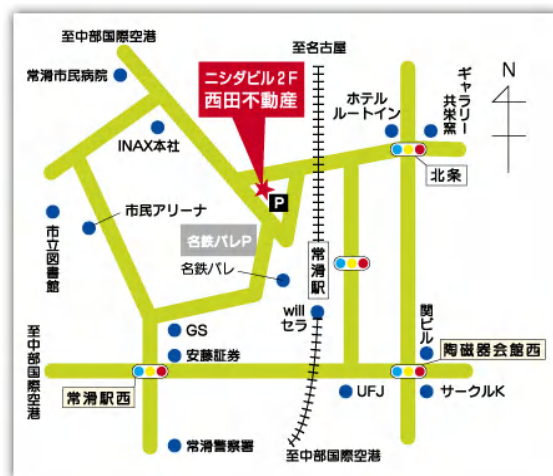 至中部国際空港
常滑市民病院
INAX本社
ニシダビル2F
西田不動産
至名古屋
ホテル
ルートイン
ギャラリー
共栄窯
N
北条
P
市立図書館
市民アリーナ
名鉄パレP
名鉄パレ
常滑駅
will
セラ
GS
安藤証券
至中部国際空港
常滑駅西
常滑警察署
関ビル
陶磁器会館西
UFJ
サークルK
至中部国際空港